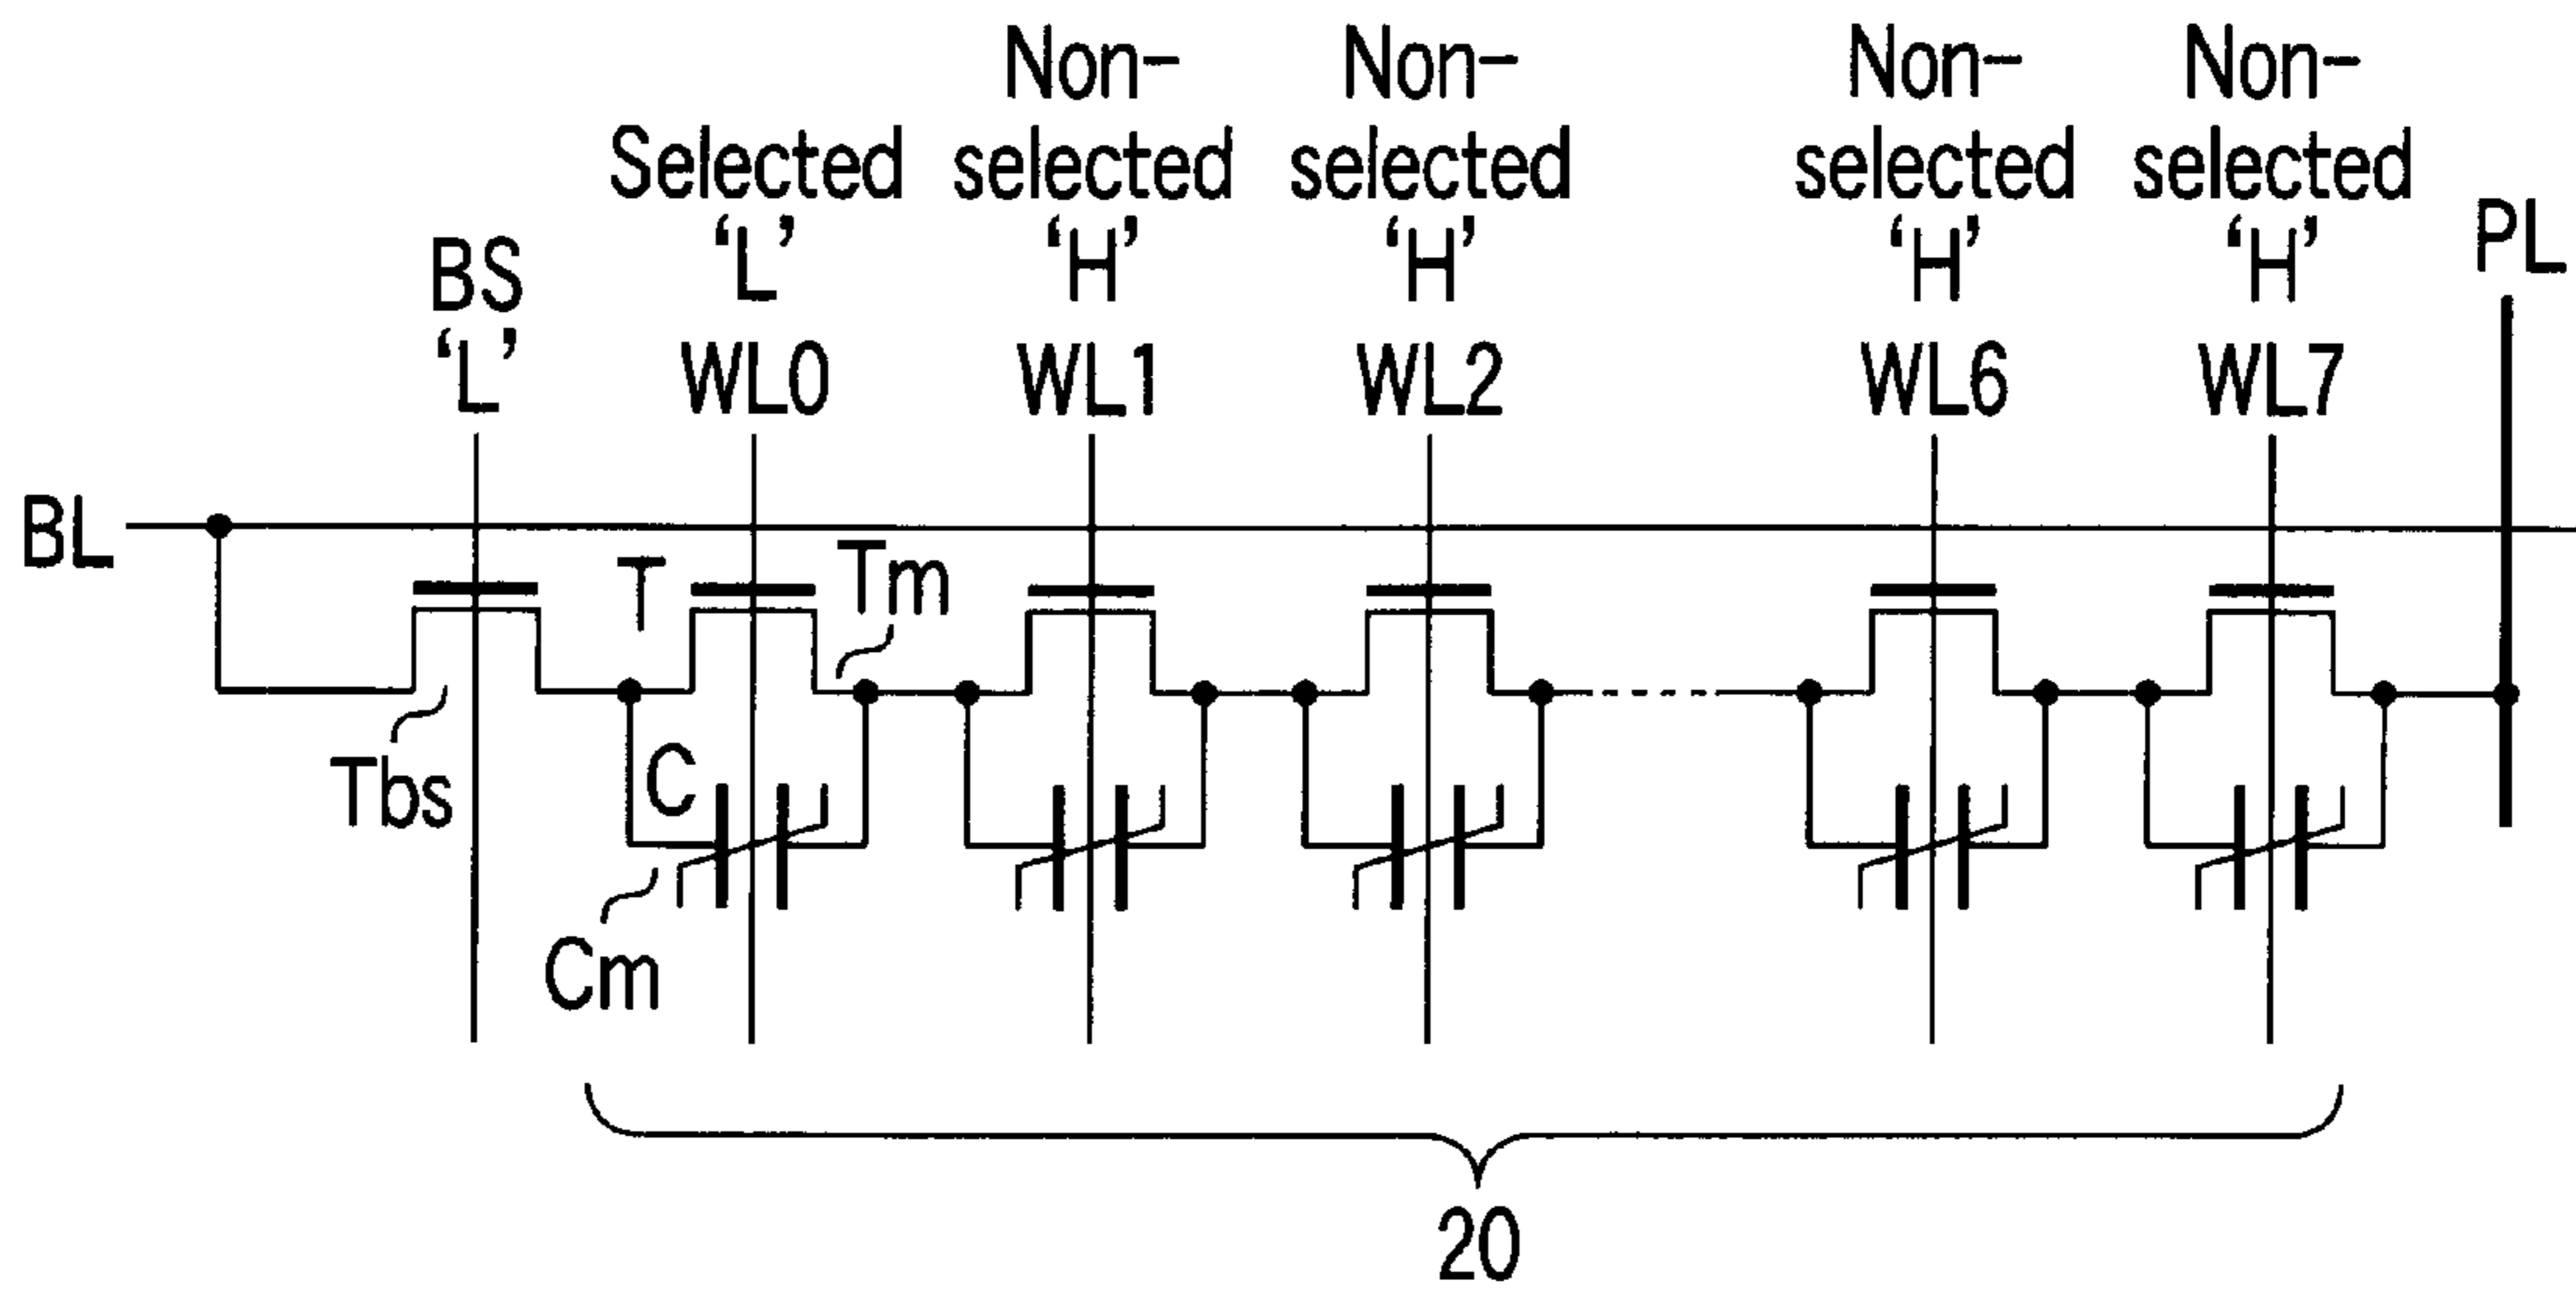 Non-
selected
'H'
WL1
Non-
selected
'H'
WL2
Non-
selected
'H'
WL6
Non-
selected
'H'
WL7
Selected
'L'
WL0
BS
'L'
PL
BL
T
Tm
Tbs
C
Cm
20